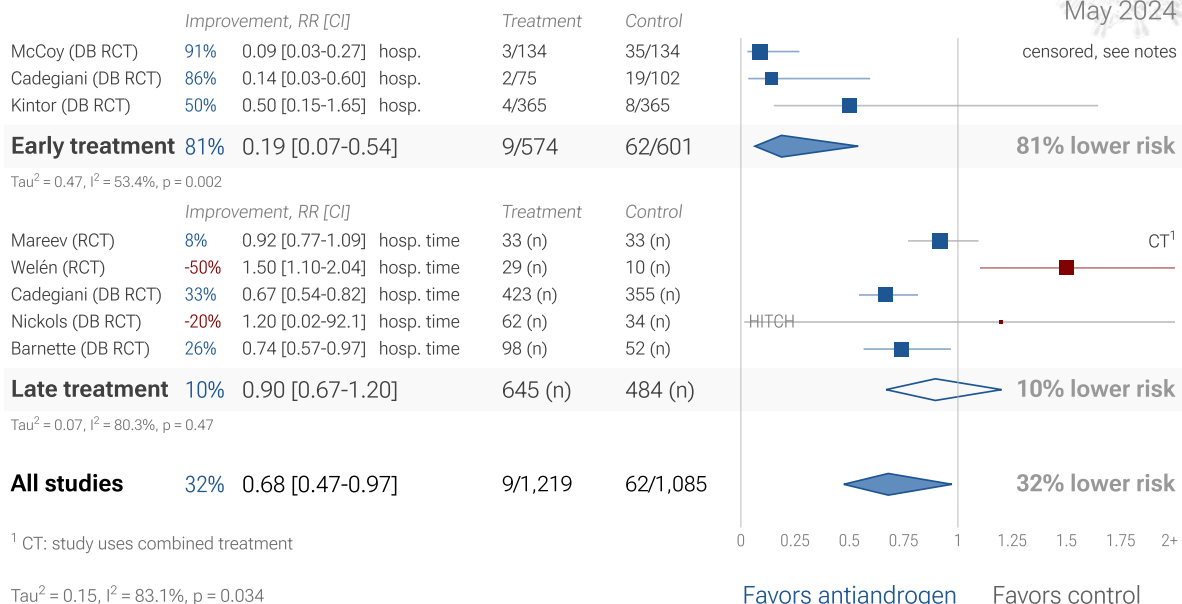 May 2024
Improvement, RR [CI] Treatment Control
McCoy (DB RCT) 91% 0.09 [0.03-0.27] hosp. 3/134 35/134 censored, see notes
Cadegiani (DB RCT) 86% 0.14 [0.03-0.60] hosp. 2/75 19/102
Kintor (DB RCT) 50% 0.50 [0.15-1.65] hosp. 4/365 8/365
Early treatment 81% 0.19 [0.07-0.54] 9/574 62/601 81% lower risk
Tau² = 0.47, I² = 53.4%, p = 0.002
Improvement, RR [CI] Treatment Control
Mareev (RCT) 8% 0.92 [0.77-1.09] hosp. time 33 (n) 33 (n) CT¹
Welén (RCT) -50% 1.50 [1.10-2.04] hosp. time 29 (n) 10 (n)
Cadegiani (DB RCT) 33% 0.67 [0.54-0.82] hosp. time 423 (n) 355 (n)
Nickols (DB RCT) -20% 1.20 [0.02-92.1] hosp. time 62 (n) 34 (n) HITCH
Barnette (DB RCT) 26% 0.74 [0.57-0.97] hosp. time 98 (n) 52 (n)
Late treatment 10% 0.90 [0.67-1.20] 645 (n) 484 (n) 10% lower risk
Tau² = 0.07, I² = 80.3%, p = 0.47
All studies 32% 0.68 [0.47-0.97] 9/1,219 62/1,085 32% lower risk
0 0.25 0.5 0.75 1 1.25 1.5 1.75 2+
¹ CT: study uses combined treatment
Tau² = 0.15, I² = 83.1%, p = 0.034 Favors antiandrogen Favors control